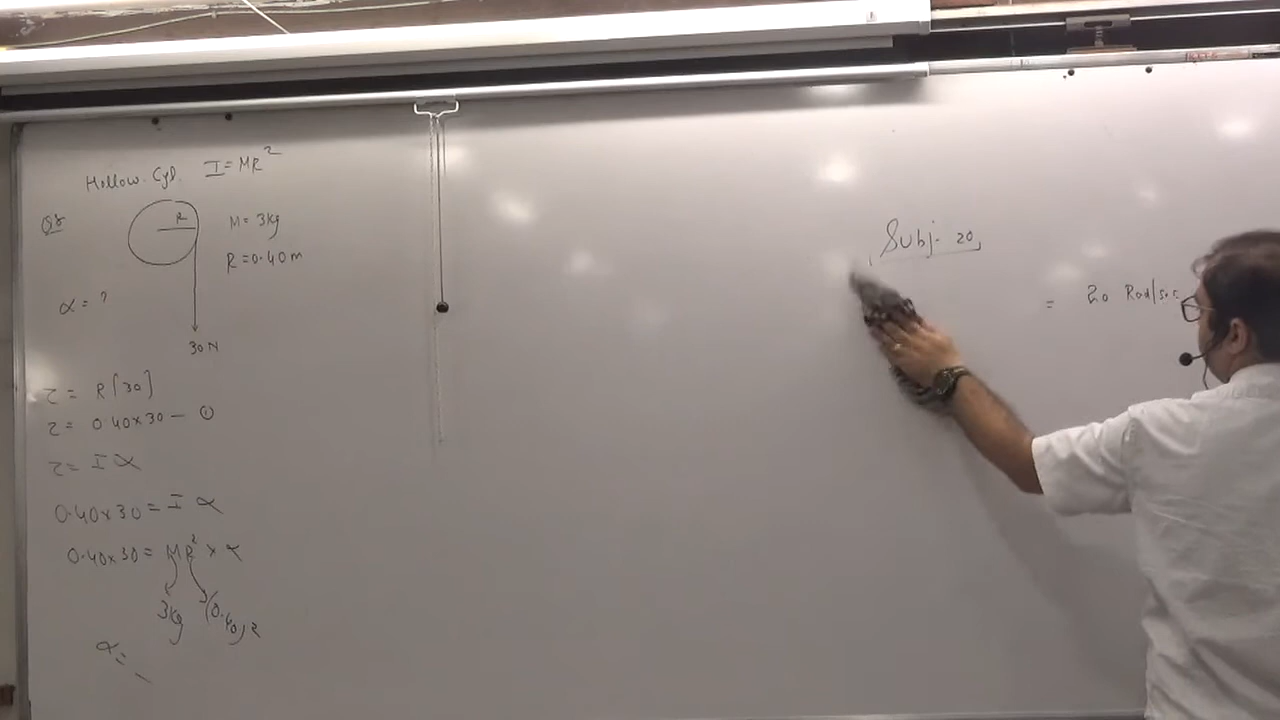 Hollow. Cyl. I = MR²
Q8
R
M = 3Kg
R = 0.40 m
α = ?
30 N
τ = R[30]
τ = 0.40×30 — ①
τ = I α
0.40×30 = I α
0.40×30 = MR² × α
3Kg (0.40)²
α =
Subj. 20,
= 20 Rad/sec